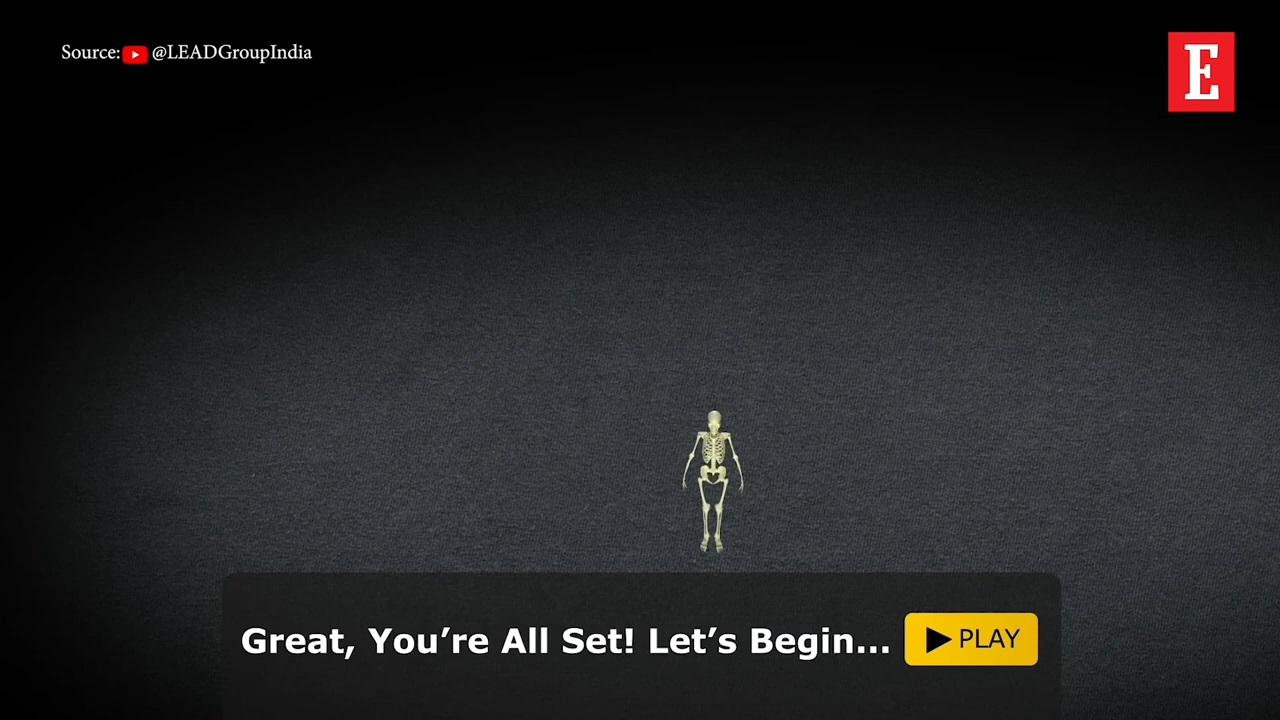 Source: @LEADGroupIndia
E
Great, You’re All Set! Let’s Begin...
PLAY